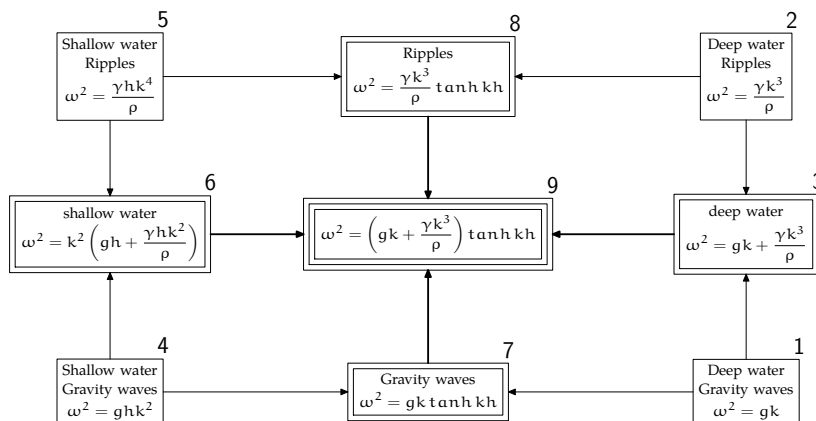 5
Shallow water
Ripples
ω² = γhk⁴/ρ
8
Ripples
ω² = γk³/ρ tanh kh
2
Deep water
Ripples
ω² = γk³/ρ
6
shallow water
ω² = k² (gh + γhk²/ρ)
9
ω² = (gk + γk³/ρ) tanh kh
3
deep water
ω² = gk + γk³/ρ
4
Shallow water
Gravity waves
ω² = ghk²
7
Gravity waves
ω² = gk tanh kh
1
Deep water
Gravity waves
ω² = gk